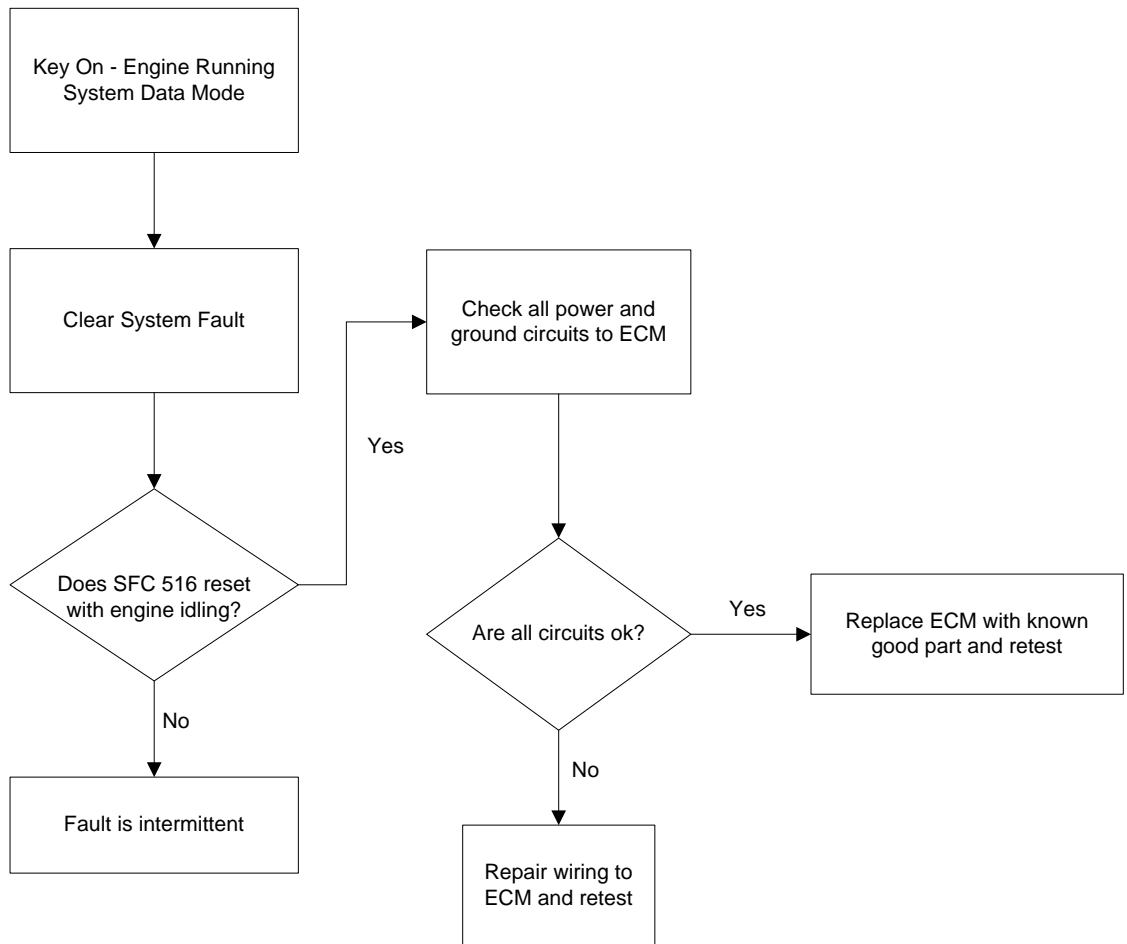 Key On - Engine Running
System Data Mode
Clear System Fault
Check all power and
ground circuits to ECM
Yes
Does SFC 516 reset
with engine idling?
Are all circuits ok?
Yes
Replace ECM with known
good part and retest
No
No
Fault is intermittent
Repair wiring to
ECM and retest